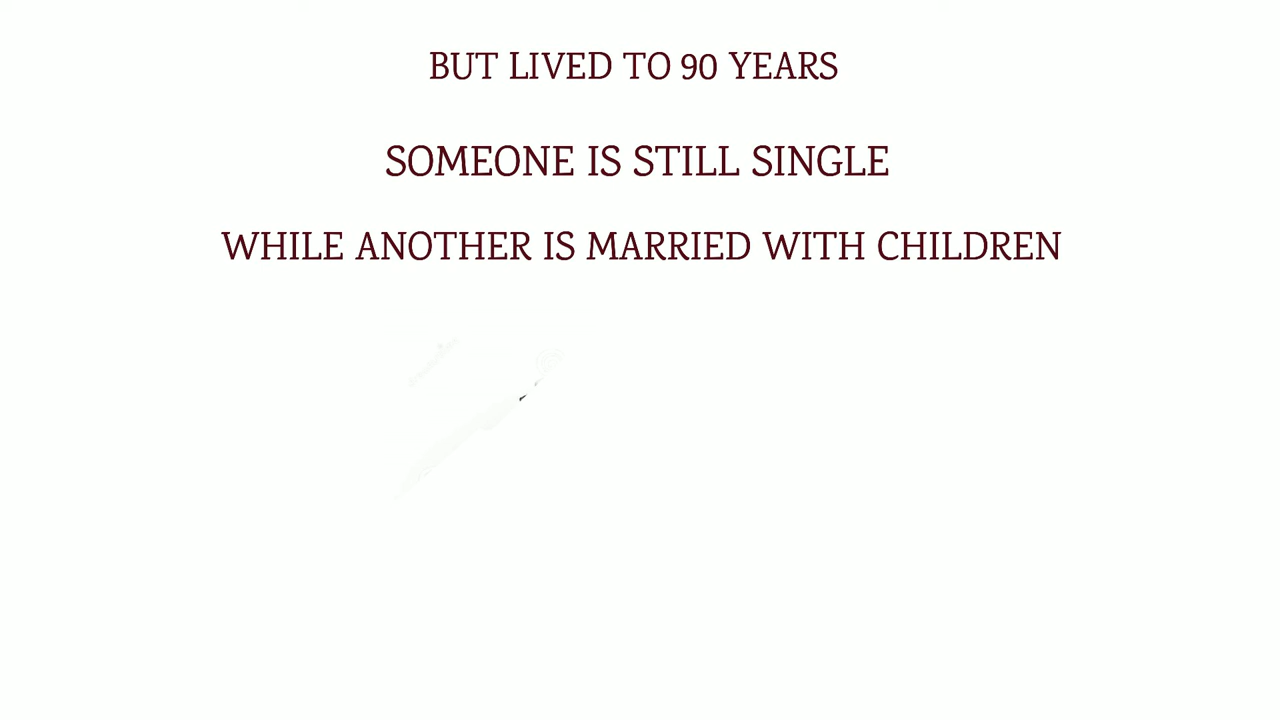 BUT LIVED TO 90 YEARS
SOMEONE IS STILL SINGLE
WHILE ANOTHER IS MARRIED WITH CHILDREN